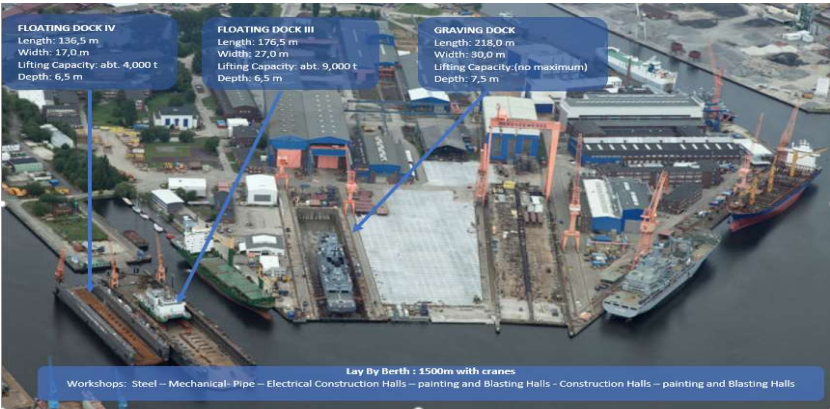 FLOATING DOCK IV
Length: 136,5 m
Width: 17,0 m
Lifting Capacity: abt. 4,000 t
Depth: 6,5 m
FLOATING DOCK III
Length: 176,5 m
Width: 27,0 m
Lifting Capacity: abt. 9,000 t
Depth: 6,5 m
GRAVING DOCK
Length: 218,0 m
Width: 30,0 m
Lifting Capacity:(no maximum)
Depth: 7,5 m
Lay By Berth : 1500m with cranes
Workshops: Steel – Mechanical- Pipe – Electrical Construction Halls – painting and Blasting Halls - Construction Halls – painting and Blasting Halls